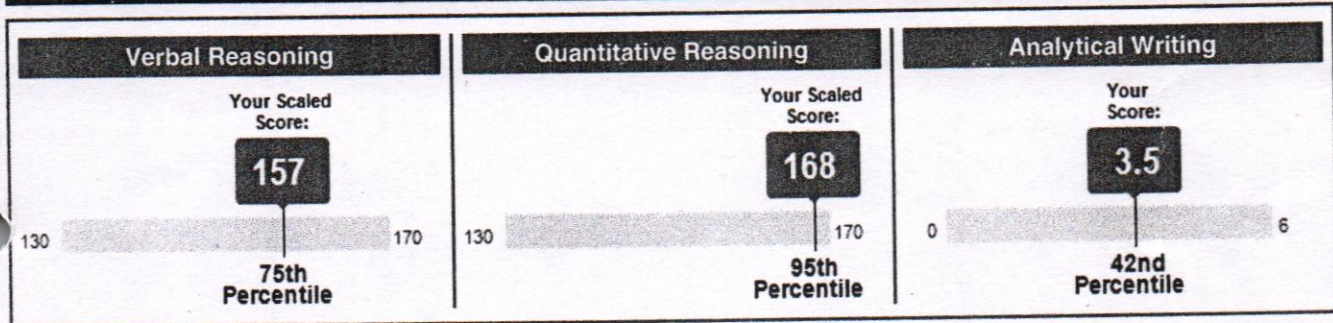 Verbal Reasoning
Your Scaled
Score:
157
130
170
75th
Percentile
Quantitative Reasoning
Your Scaled
Score:
168
130
170
95th
Percentile
Analytical Writing
Your
Score:
3.5
0
6
42nd
Percentile